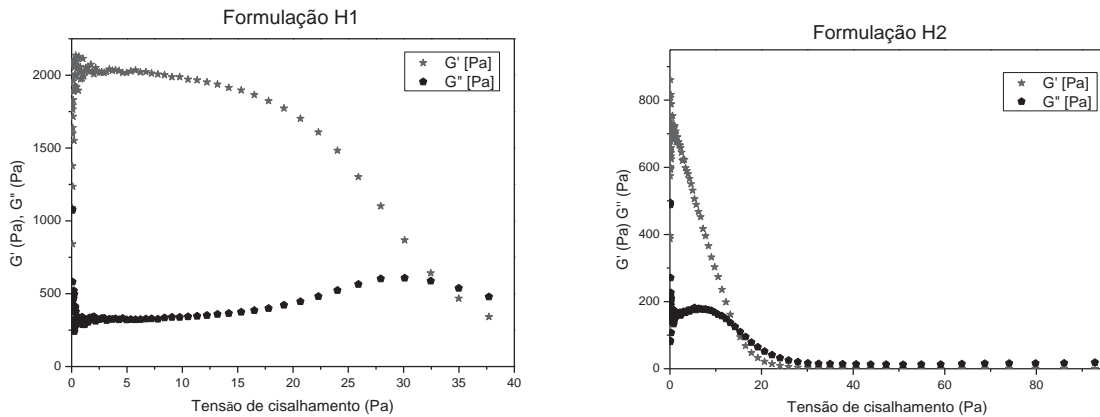 Formulação H1
G' [Pa]
G" [Pa]
2000
1500
1000
500
0
G' (Pa), G" (Pa)
0 5 10 15 20 25 30 35 40
Tensão de cisalhamento (Pa)
Formulação H2
G' [Pa]
G" [Pa]
800
600
400
200
0
G' (Pa) G" (Pa)
0 20 40 60 80
Tensão de cisalhamento (Pa)